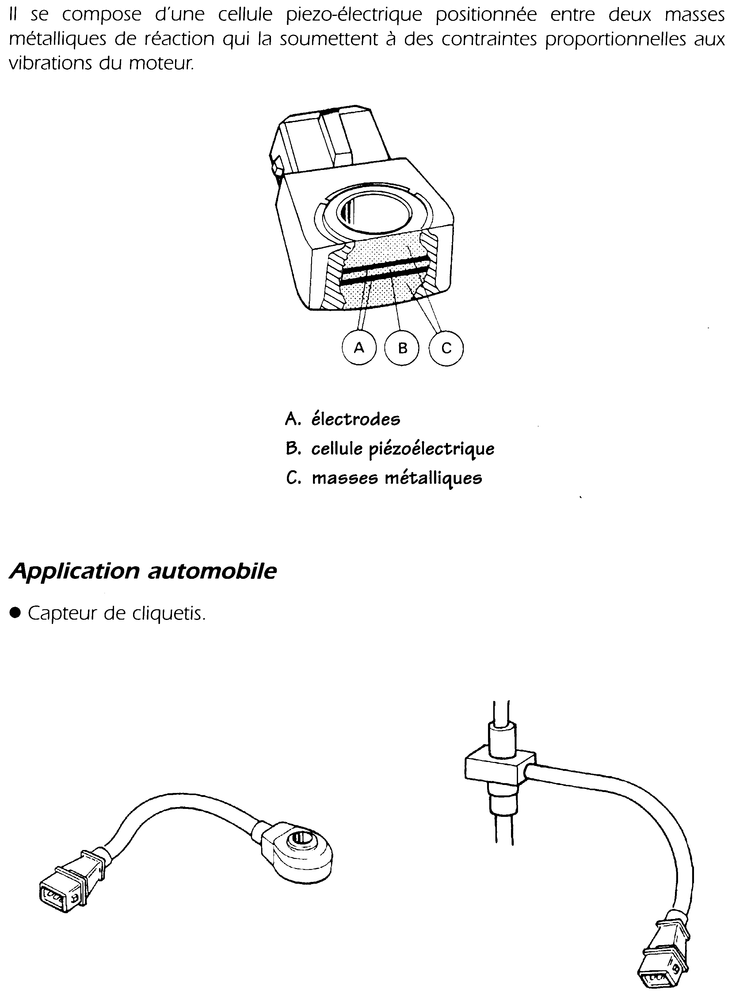 Il se compose d'une cellule piezo-électrique positionnée entre deux masses
métalliques de réaction qui la soumettent à des contraintes proportionnelles aux
vibrations du moteur.
A B C
A. électrodes
B. cellule piézoélectrique
C. masses métalliques
Application automobile
● Capteur de cliquetis.